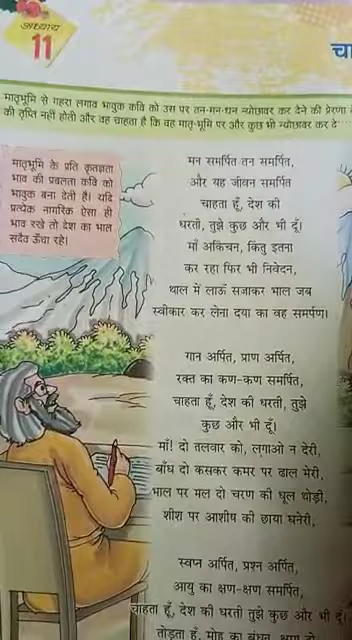 अध्याय
11
चा
मातृभूमि से गहरा लगाव भावुक कवि को उस पर तन-मन-धन न्योछावर कर देने की प्रेरणा
की तृप्ति नहीं होती और वह चाहता है कि वह मातृ-भूमि पर और कुछ भी न्योछावर कर दे
मातृभूमि के प्रति कृतज्ञता
भाव की प्रबलता कवि को
भावुक बना देती है। यदि
प्रत्येक नागरिक ऐसा ही
भाव रखे तो देश का भाल
सदैव ऊँचा रहे।
मन समर्पित तन समर्पित,
और यह जीवन समर्पित
चाहता हूँ, देश की
धरती, तुझे कुछ और भी दूँ।
माँ अकिंचन, किंतु इतना
कर रहा फिर भी निवेदन,
थाल में लाऊँ सजाकर भाल जब
स्वीकार कर लेना दया का वह समर्पण।
गान अर्पित, प्राण अर्पित,
रक्त का कण-कण समर्पित,
चाहता हूँ, देश की धरती, तुझे
कुछ और भी दूँ।
माँ! दो तलवार को, लगाओ न देरी,
बाँध दो कसकर कमर पर ढाल मेरी,
भाल पर मल दो चरण की धूल थोड़ी,
शीश पर आशीष की छाया घनेरी,
स्वप्न अर्पित, प्रश्न अर्पित,
आयु का क्षण-क्षण समर्पित,
चाहता हूँ, देश की धरती तुझे कुछ और भी दूँ।
तोड़ता हूँ, मोह का बंधन, क्षमा दो